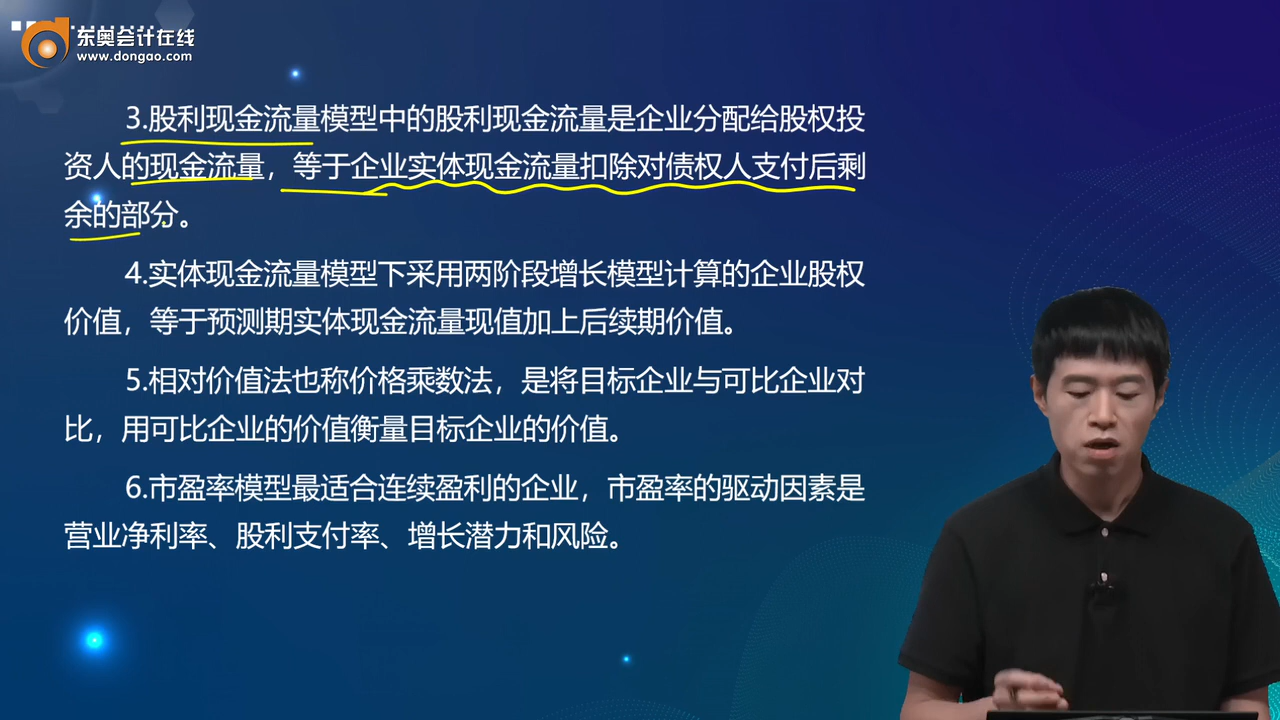 东奥会计在线
www.dongao.com
3.股利现金流量模型中的股利现金流量是企业分配给股权投
资人的现金流量，等于企业实体现金流量扣除对债权人支付后剩
余的部分。
4.实体现金流量模型下采用两阶段增长模型计算的企业股权
价值，等于预测期实体现金流量现值加上后续期价值。
5.相对价值法也称价格乘数法，是将目标企业与可比企业对
比，用可比企业的价值衡量目标企业的价值。
6.市盈率模型最适合连续盈利的企业，市盈率的驱动因素是
营业净利率、股利支付率、增长潜力和风险。